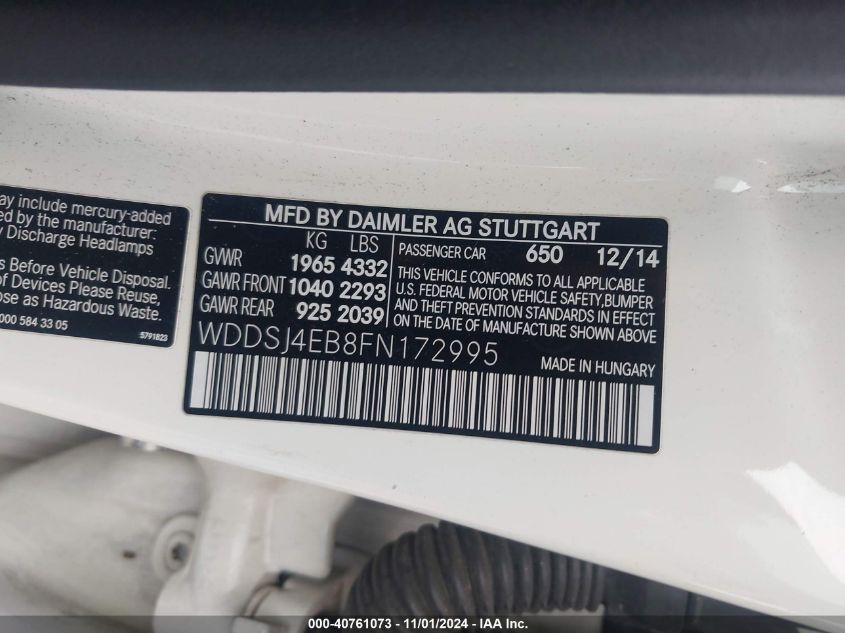 ay include mercury-added
d by the manufacturer:
y Discharge Headlamps
s Before Vehicle Disposal.
of Devices Please Reuse,
ose as Hazardous Waste.
000 584 33 05
5791823
MFD BY DAIMLER AG STUTTGART
KG LBS
GWWR 1965 4332
GAWR FRONT 1040 2293
GAWR REAR 925 2039
PASSENGER CAR 650 12/14
THIS VEHICLE CONFORMS TO ALL APPLICABLE
U.S. FEDERAL MOTOR VEHICLE SAFETY, BUMPER
AND THEFT PREVENTION STANDARDS IN EFFECT
ON THE DATE OF MANUFACTURE SHOWN ABOVE
WDDSJ4EB8FN172995
MADE IN HUNGARY
000-40761073 - 11/01/2024 - IAA Inc.